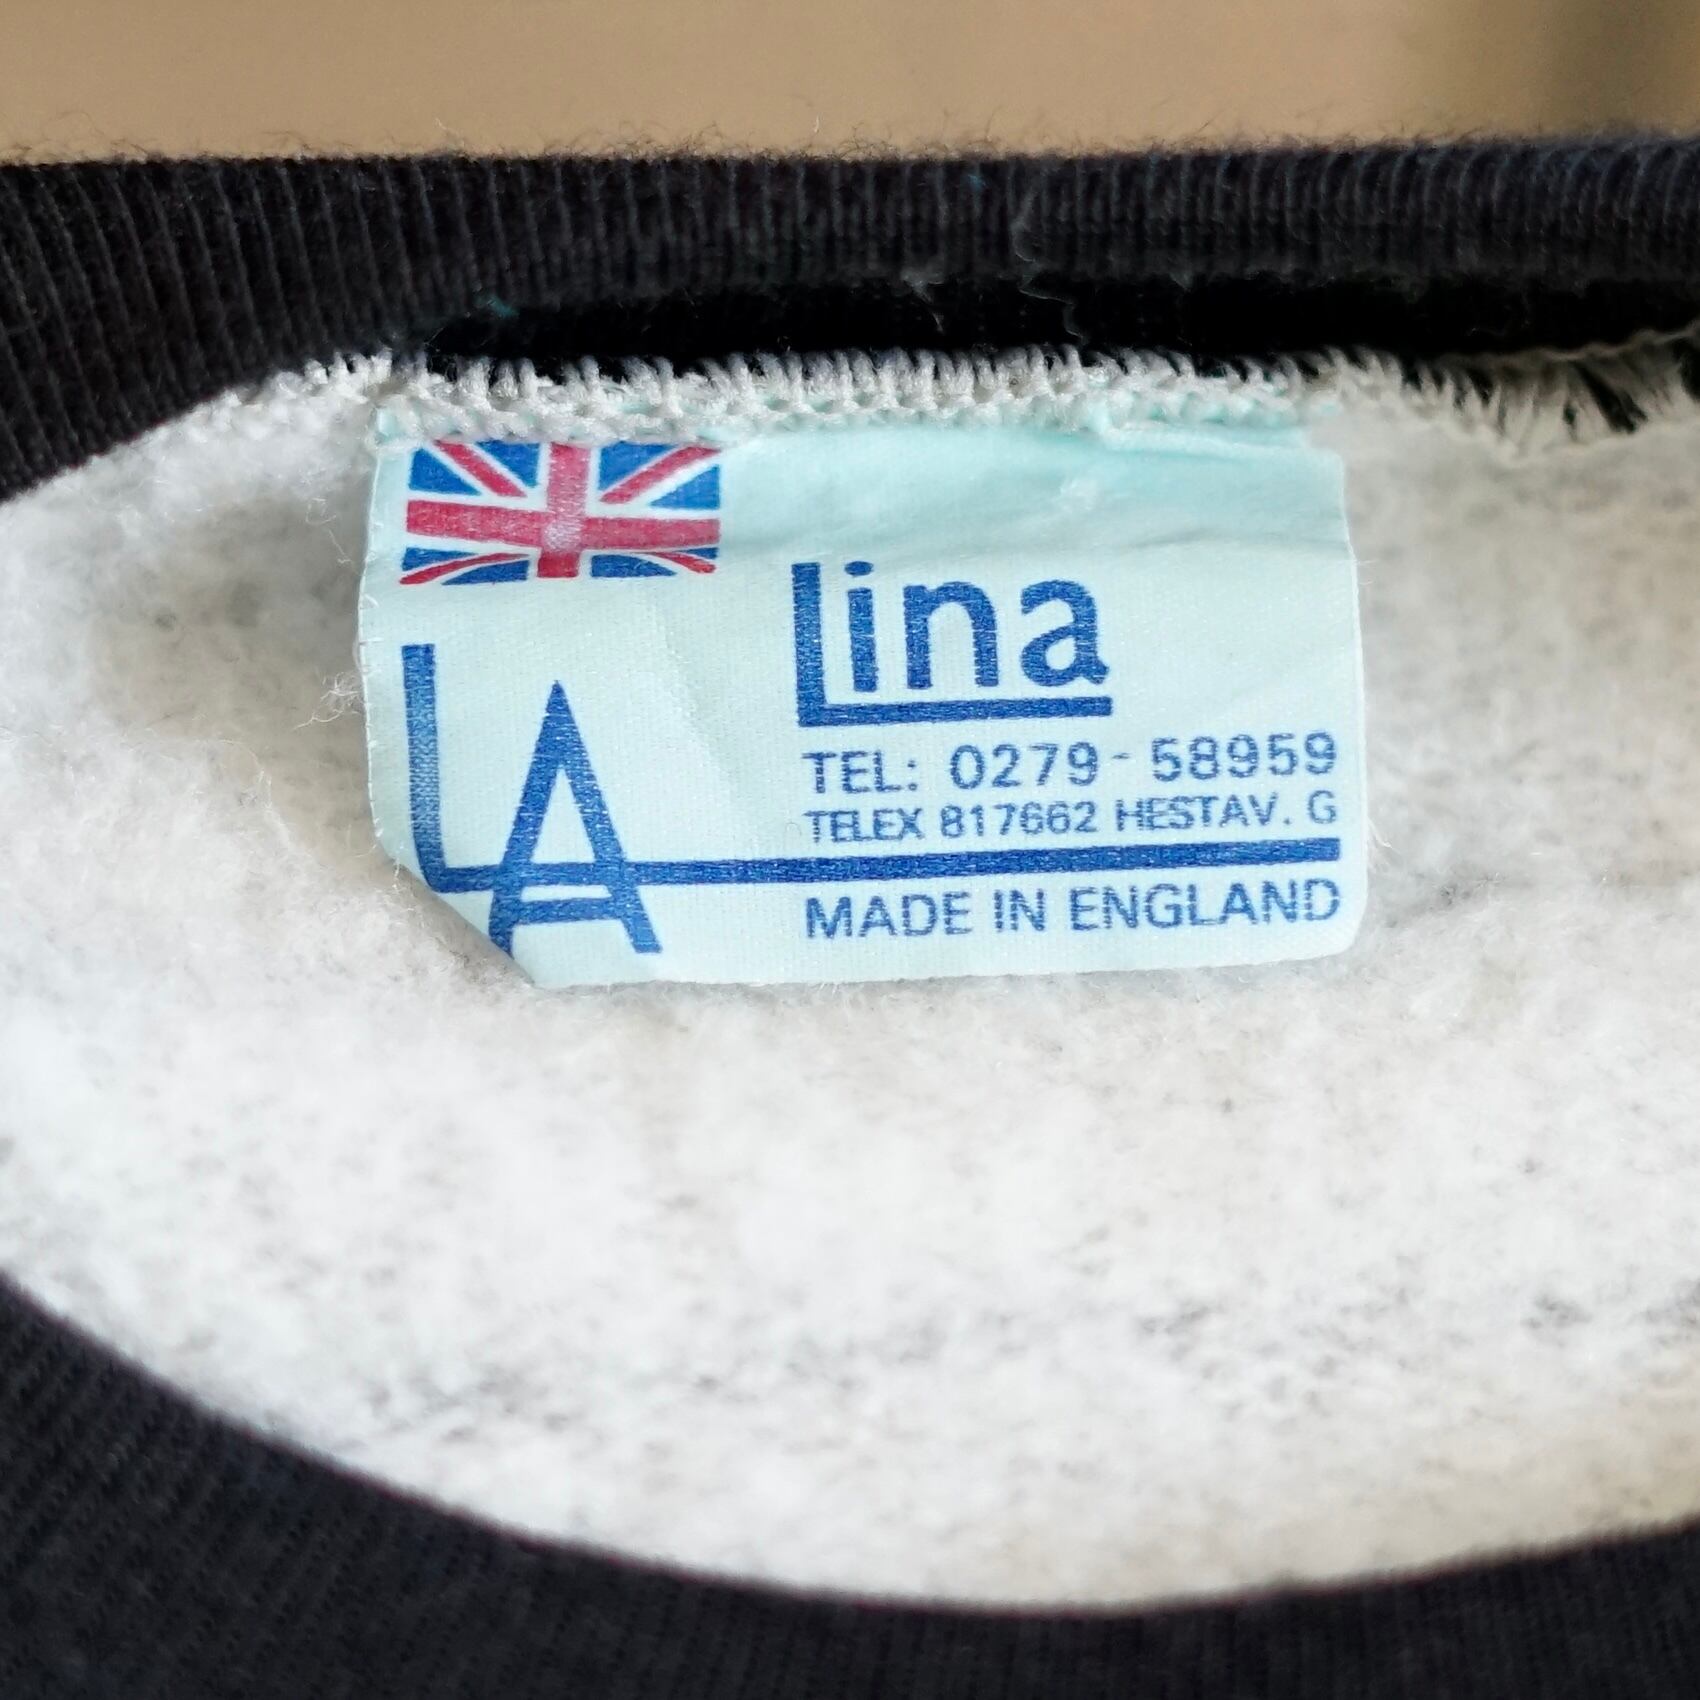 Lina
LA
TEL: 0279-58959
TELEX 817662 HESTAV. G
MADE IN ENGLAND